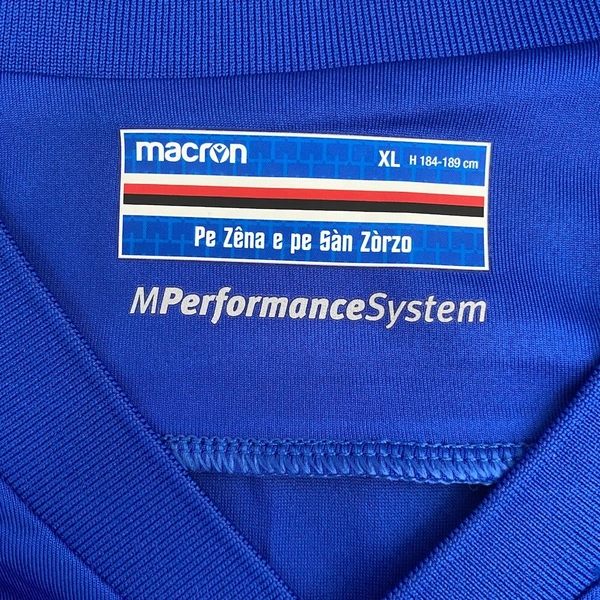 macron XL H 184-189 cm
Pe Zêna e pe Sàn Zòrzo
MPerformanceSystem